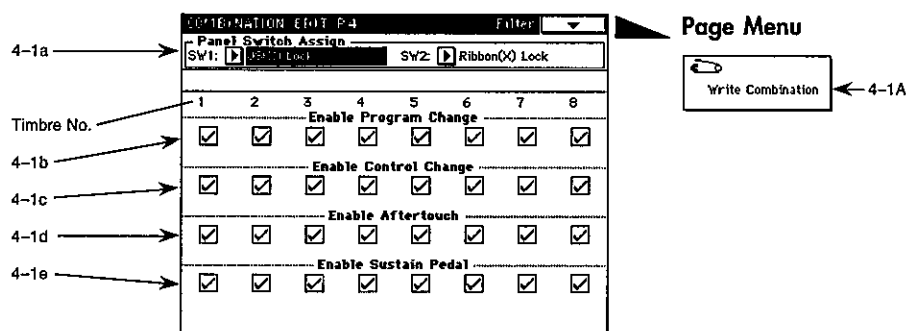 COMBINATION EDIT P4 Filter
Page Menu
4-1a
Panel Switch Assign
SW1: Lock SW2: Ribbon(X) Lock
Write Combination
4-1A
1 2 3 4 5 6 7 8
Timbre No.
Enable Program Change
4-1b
Enable Control Change
4-1c
Enable Aftertouch
4-1d
Enable Sustain Pedal
4-1e